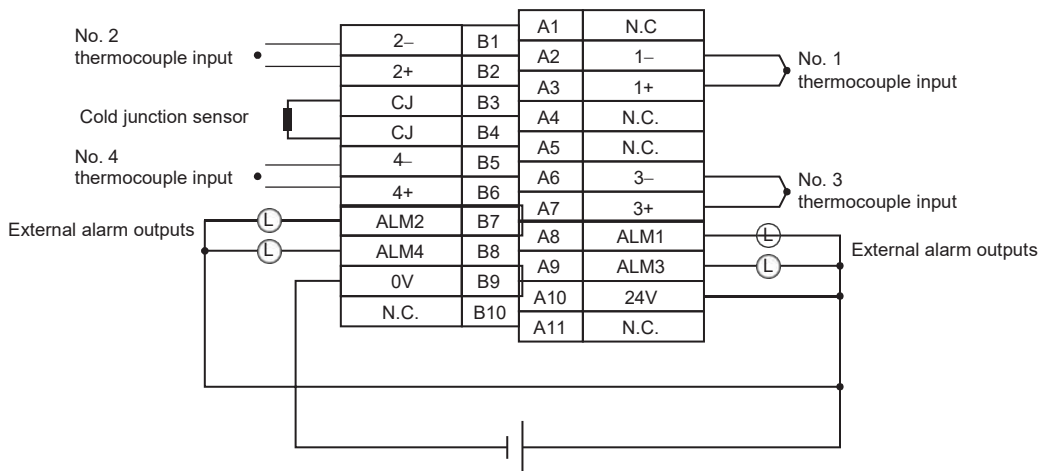 No. 2
thermocouple input
Cold junction sensor
No. 4
thermocouple input
External alarm outputs
L
L
2– B1
2+ B2
CJ B3
CJ B4
4– B5
4+ B6
ALM2 B7
ALM4 B8
0V B9
N.C. B10
A1 N.C
A2 1–
A3 1+
A4 N.C.
A5 N.C.
A6 3–
A7 3+
A8 ALM1
A9 ALM3
A10 24V
A11 N.C.
No. 1
thermocouple input
No. 3
thermocouple input
L
L
External alarm outputs